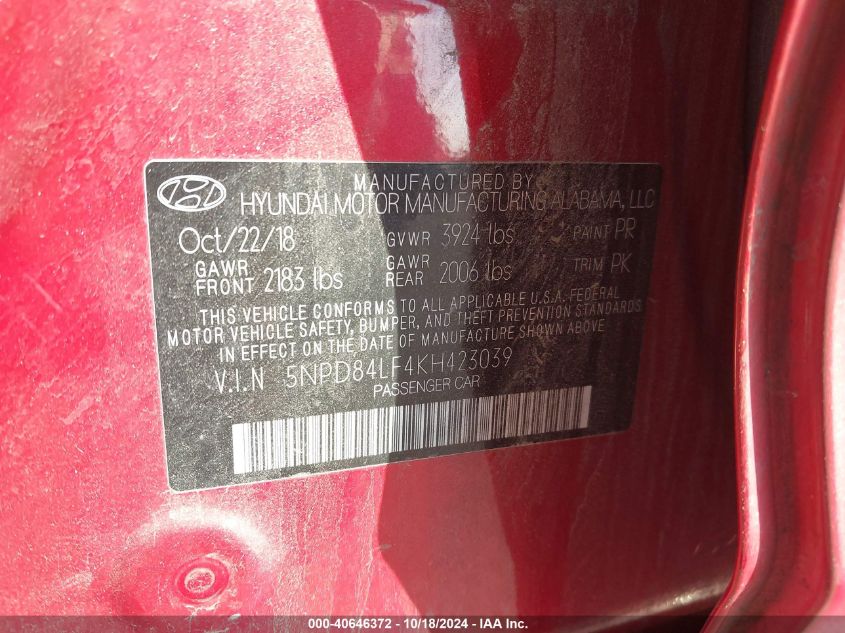 MANUFACTURED BY
HYUNDAI MOTOR MANUFACTURING ALABAMA, LLC
Oct/22/18 GVWR 3924 lbs PAINT PR
GAWR FRONT 2183 lbs GAWR REAR 2006 lbs TRIM PK
THIS VEHICLE CONFORMS TO ALL APPLICABLE U.S.A. FEDERAL
MOTOR VEHICLE SAFETY, BUMPER, AND THEFT PREVENTION STANDARDS
IN EFFECT ON THE DATE OF MANUFACTURE SHOWN ABOVE
V.I.N 5NPD84LF4KH423039
PASSENGER CAR
000-40646372 - 10/18/2024 - IAA Inc.